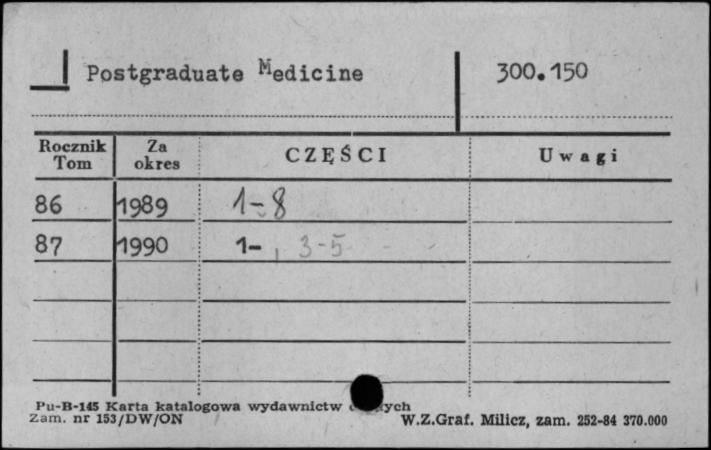 Postgraduate Medicine 300.150
Rocznik Tom Za okres CZĘŚCI Uwagi
86 1989 1-8
87 1990 1- , 3-5
Pu-B-145 Karta katalogowa wydawnictw
Zam. nr 153/DW/ON W.Z.Graf. Milicz, zam. 252-84 370.000